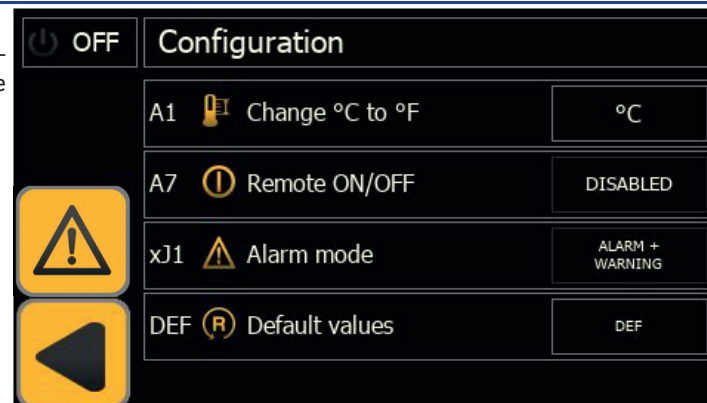 OFF
Configuration
e
A1 Change °C to °F
°C
A7 Remote ON/OFF
DISABLED
xJ1 Alarm mode
ALARM +
WARNING
DEF R Default values
DEF